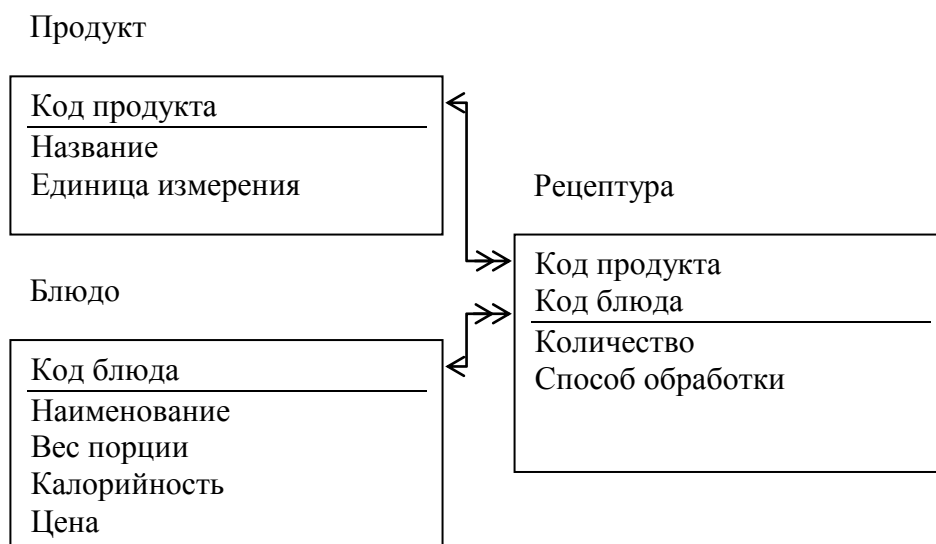 Продукт
Код продукта
Название
Единица измерения
Рецептура
Код продукта
Код блюда
Количество
Способ обработки
Блюдо
Код блюда
Наименование
Вес порции
Калорийность
Цена